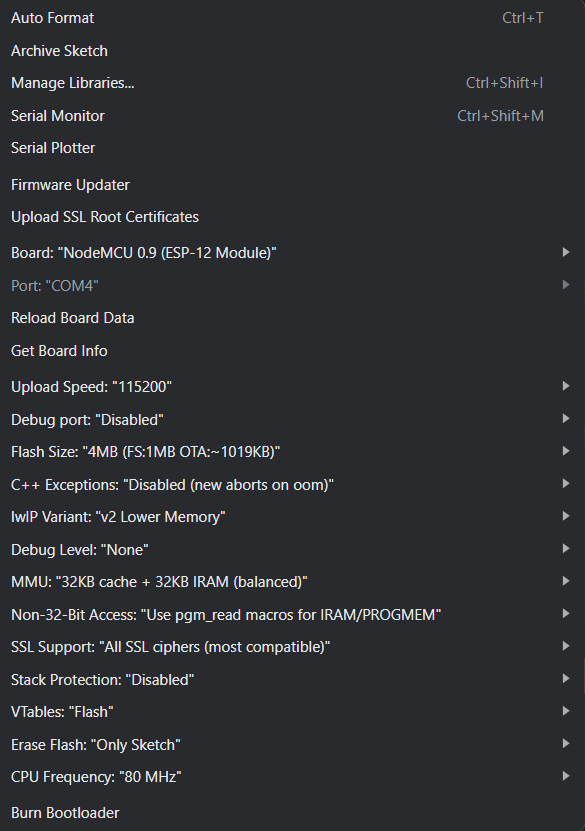 Auto Format Ctrl+T
Archive Sketch
Manage Libraries... Ctrl+Shift+I
Serial Monitor Ctrl+Shift+M
Serial Plotter
Firmware Updater
Upload SSL Root Certificates
Board: "NodeMCU 0.9 (ESP-12 Module)"
Port: "COM4"
Reload Board Data
Get Board Info
Upload Speed: "115200"
Debug port: "Disabled"
Flash Size: "4MB (FS:1MB OTA:~1019KB)"
C++ Exceptions: "Disabled (new aborts on oom)"
lwIP Variant: "v2 Lower Memory"
Debug Level: "None"
MMU: "32KB cache + 32KB IRAM (balanced)"
Non-32-Bit Access: "Use pgm_read macros for IRAM/PROGMEM"
SSL Support: "All SSL ciphers (most compatible)"
Stack Protection: "Disabled"
VTables: "Flash"
Erase Flash: "Only Sketch"
CPU Frequency: "80 MHz"
Burn Bootloader